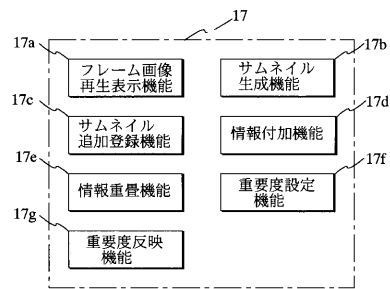 17
17a
17b
フレーム画像
再生表示機能
サムネイル
生成機能
17c
17d
サムネイル
追加登録機能
情報付加機能
17e
17f
情報重畳機能
重要度設定
機能
17g
重要度反映
機能